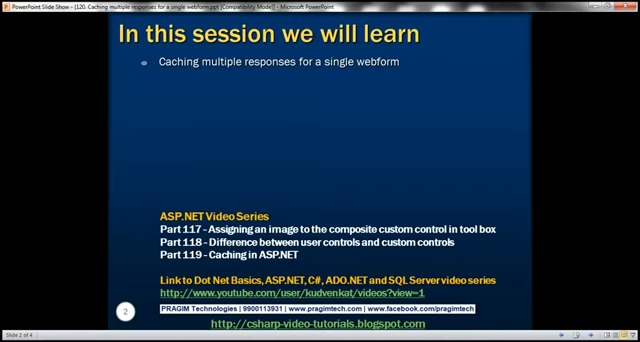 PowerPoint Slide Show - [120. Caching multiple responses for a single webform.ppt [Compatibility Mode]] - Microsoft PowerPoint
In this session we will learn
Caching multiple responses for a single webform
ASP.NET Video Series
Part 117 - Assigning an image to the composite custom control in tool box
Part 118 - Difference between user controls and custom controls
Part 119 - Caching in ASP.NET
Link to Dot Net Basics, ASP.NET, C#, ADO.NET and SQL Server video series
http://www.youtube.com/user/kudvenkat/videos?view=1
2
PRAGIM Technologies | 9900113931 | www.pragimtech.com | www.facebook.com/pragimtech
http://csharp-video-tutorials.blogspot.com
Slide 2 of 4